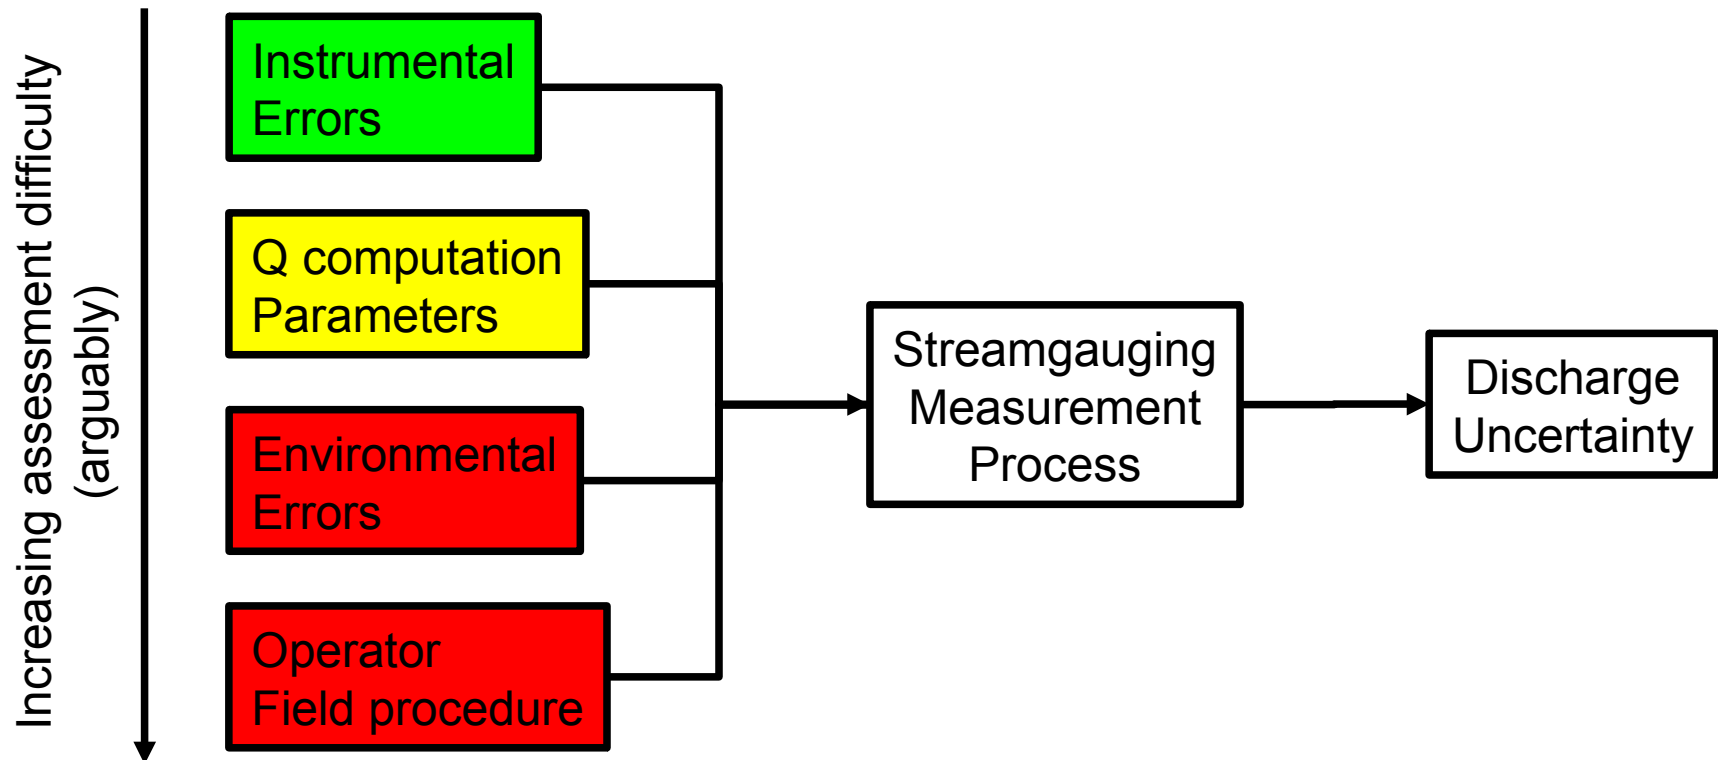 Increasing assessment difficulty
(arguably)
Instrumental
Errors
Q computation
Parameters
Environmental
Errors
Operator
Field procedure
Streamgauging
Measurement
Process
Discharge
Uncertainty